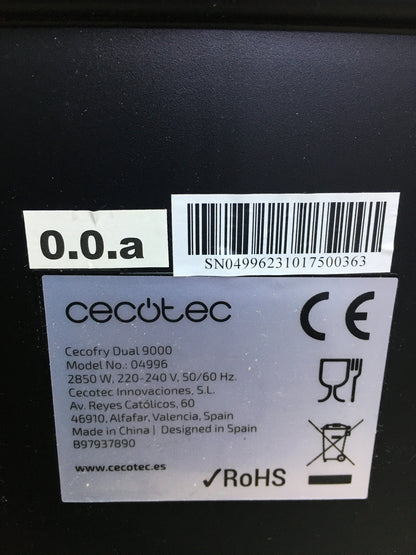 0.0.a
SN04996231017500363
cecotec
CE
Cecofry Dual 9000
Model No.: 04996
2850 W, 220-240 V, 50/60 Hz.
Cecotec Innovaciones, S.L.
Av. Reyes Católicos, 60
46910, Alfafar, Valencia, Spain
Made in China | Designed in Spain
B97937890
www.cecotec.es
✓RoHS